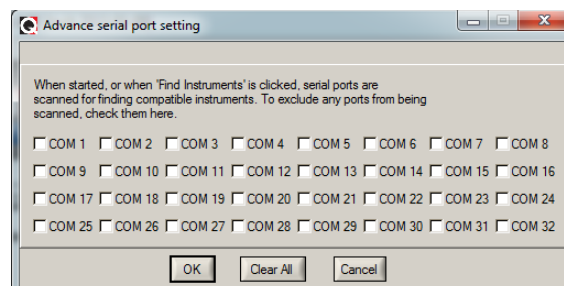 Advance serial port setting
When started, or when 'Find Instruments' is clicked, serial ports are
scanned for finding compatible instruments. To exclude any ports from being
scanned, check them here.
COM 1 COM 2 COM 3 COM 4 COM 5 COM 6 COM 7 COM 8
COM 9 COM 10 COM 11 COM 12 COM 13 COM 14 COM 15 COM 16
COM 17 COM 18 COM 19 COM 20 COM 21 COM 22 COM 23 COM 24
COM 25 COM 26 COM 27 COM 28 COM 29 COM 30 COM 31 COM 32
OK Clear All Cancel